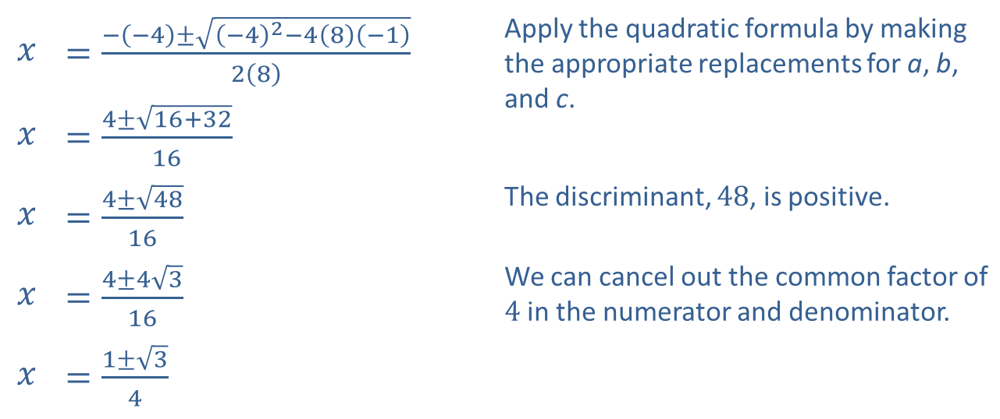 x = \frac{-(-4)\pm\sqrt{(-4)^2-4(8)(-1)}}{2(8)}
Apply the quadratic formula by making
the appropriate replacements for a, b,
and c.
x = \frac{4\pm\sqrt{16+32}}{16}
x = \frac{4\pm\sqrt{48}}{16}
The discriminant, 48, is positive.
x = \frac{4\pm4\sqrt{3}}{16}
We can cancel out the common factor of
4 in the numerator and denominator.
x = \frac{1\pm\sqrt{3}}{4}